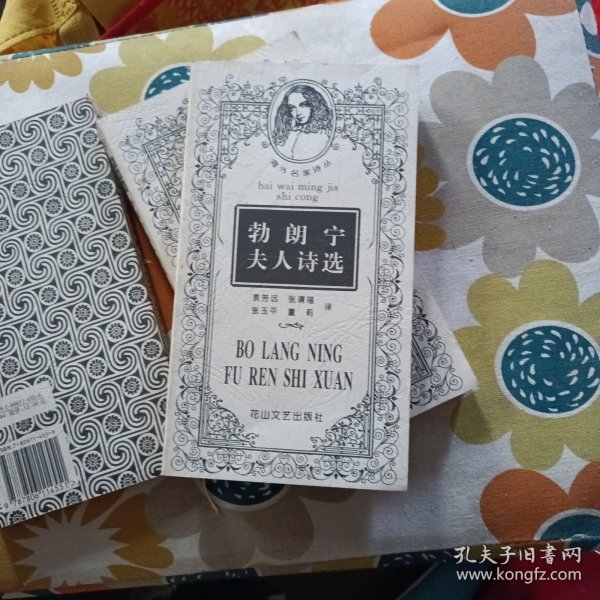 海外名家诗丛
hai wai ming jia
shi cong
勃朗宁
夫人诗选
袁芳远 张清福
张玉平 董莉 译
BO LANG NING
FU REN SHI XUAN
花山文艺出版社
孔夫子旧书网
www.kongfz.com